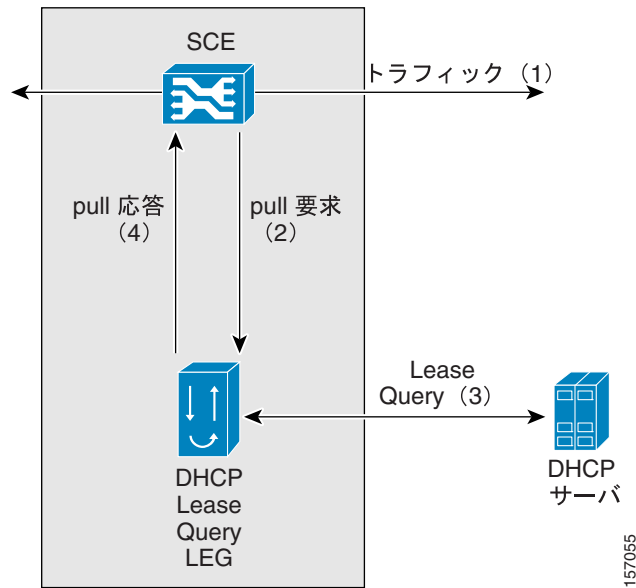 SCE
トラフィック（1）
pull 応答
（4）
pull 要求
（2）
Lease
Query（3）
DHCP
Lease
Query
LEG
DHCP
サーバ
157055